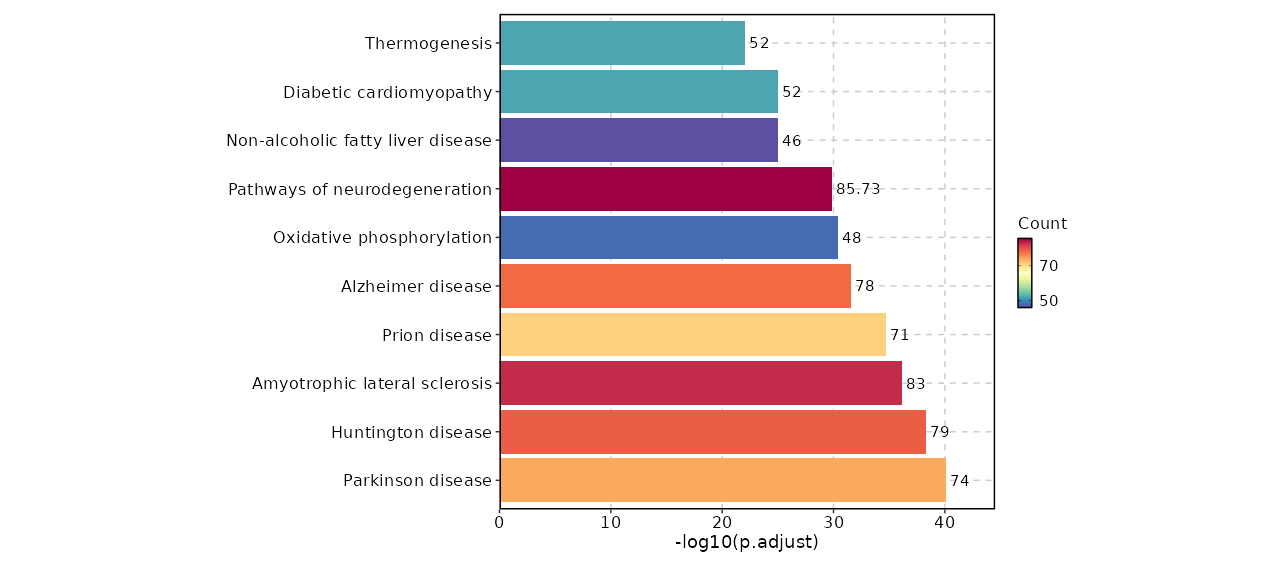 Thermogenesis 52
Diabetic cardiomyopathy 52
Non-alcoholic fatty liver disease 46
Pathways of neurodegeneration 85.73
Oxidative phosphorylation 48
Alzheimer disease 78
Prion disease 71
Amyotrophic lateral sclerosis 83
Huntington disease 79
Parkinson disease 74
0 10 20 30 40
-log10(p.adjust)
Count
70
50